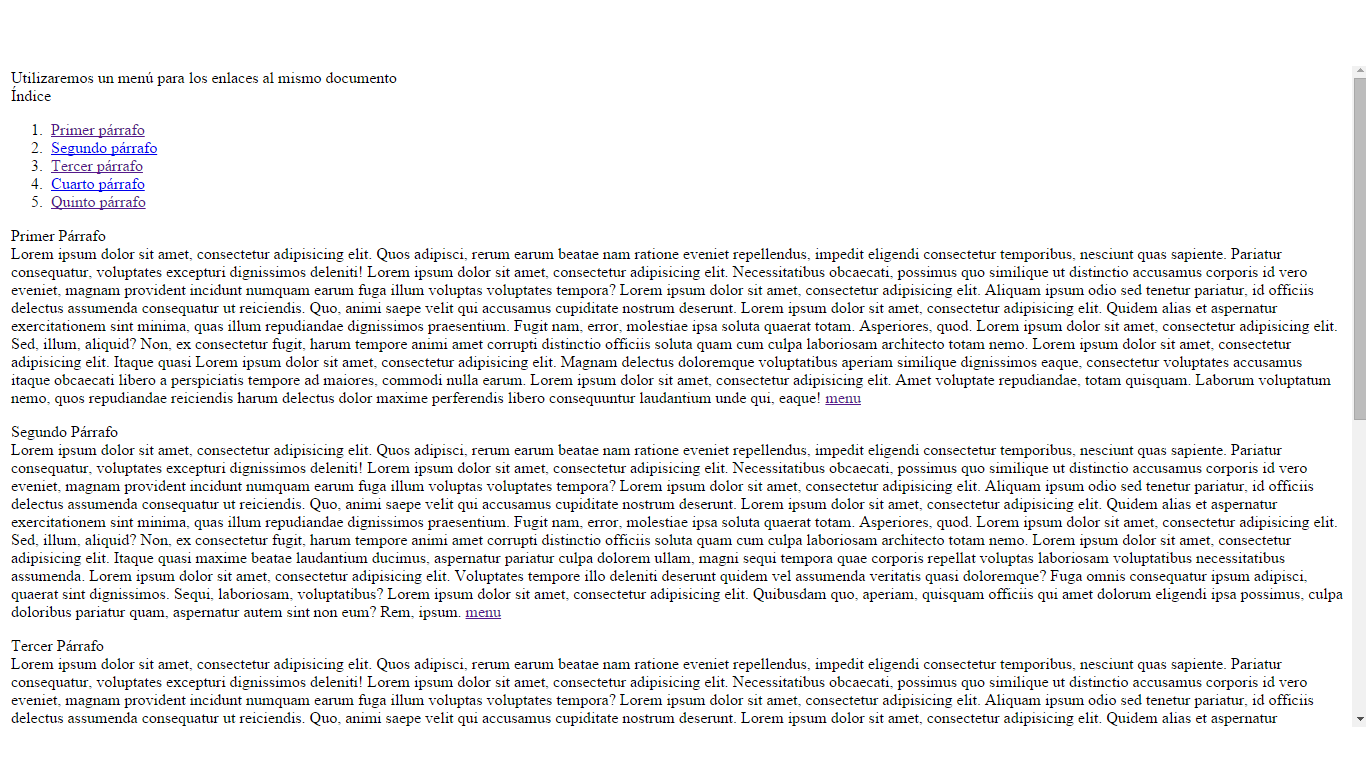 Utilizaremos un menú para los enlaces al mismo documento
Índice
1. Primer párrafo
2. Segundo párrafo
3. Tercer párrafo
4. Cuarto párrafo
5. Quinto párrafo
Primer Párrafo
Lorem ipsum dolor sit amet, consectetur adipisicing elit. Quos adipisci, rerum earum beatae nam ratione eveniet repellendus, impedit eligendi consectetur temporibus, nesciunt quas sapiente. Pariatur
consequatur, voluptates excepturi dignissimos deleniti! Lorem ipsum dolor sit amet, consectetur adipisicing elit. Necessitatibus obcaecati, possimus quo similique ut distinctio accusamus corporis id vero
eveniet, magnam provident incidunt numquam earum fuga illum voluptas voluptates tempora? Lorem ipsum dolor sit amet, consectetur adipisicing elit. Aliquam ipsum odio sed tenetur pariatur, id officiis
delectus assumenda consequatur ut reiciendis. Quo, animi saepe velit qui accusamus cupiditate nostrum deserunt. Lorem ipsum dolor sit amet, consectetur adipisicing elit. Quidem alias et aspernatur
exercitationem sint minima, quas illum repudiandae dignissimos praesentium. Fugit nam, error, molestiae ipsa soluta quaerat totam. Asperiores, quod. Lorem ipsum dolor sit amet, consectetur adipisicing elit.
Sed, illum, aliquid? Non, ex consectetur fugit, harum tempore animi amet corrupti distinctio officiis soluta quam cum culpa laboriosam architecto totam nemo. Lorem ipsum dolor sit amet, consectetur
adipisicing elit. Itaque quasi Lorem ipsum dolor sit amet, consectetur adipisicing elit. Magnam delectus doloremque voluptatibus aperiam similique dignissimos eaque, consectetur voluptates accusamus
itaque obcaecati libero a perspiciatis tempore ad maiores, commodi nulla earum. Lorem ipsum dolor sit amet, consectetur adipisicing elit. Amet voluptate repudiandae, totam quisquam. Laborum voluptatum
nemo, quos repudiandae reiciendis harum delectus dolor maxime perferendis libero consequuntur laudantium unde qui, eaque! menu
Segundo Párrafo
Lorem ipsum dolor sit amet, consectetur adipisicing elit. Quos adipisci, rerum earum beatae nam ratione eveniet repellendus, impedit eligendi consectetur temporibus, nesciunt quas sapiente. Pariatur
consequatur, voluptates excepturi dignissimos deleniti! Lorem ipsum dolor sit amet, consectetur adipisicing elit. Necessitatibus obcaecati, possimus quo similique ut distinctio accusamus corporis id vero
eveniet, magnam provident incidunt numquam earum fuga illum voluptas voluptates tempora? Lorem ipsum dolor sit amet, consectetur adipisicing elit. Aliquam ipsum odio sed tenetur pariatur, id officiis
delectus assumenda consequatur ut reiciendis. Quo, animi saepe velit qui accusamus cupiditate nostrum deserunt. Lorem ipsum dolor sit amet, consectetur adipisicing elit. Quidem alias et aspernatur
exercitationem sint minima, quas illum repudiandae dignissimos praesentium. Fugit nam, error, molestiae ipsa soluta quaerat totam. Asperiores, quod. Lorem ipsum dolor sit amet, consectetur adipisicing elit.
Sed, illum, aliquid? Non, ex consectetur fugit, harum tempore animi amet corrupti distinctio officiis soluta quam cum culpa laboriosam architecto totam nemo. Lorem ipsum dolor sit amet, consectetur
adipisicing elit. Itaque quasi maxime beatae laudantium ducimus, aspernatur pariatur culpa dolorem ullam, magni sequi tempora quae corporis repellat voluptas laboriosam voluptatibus necessitatibus
assumenda. Lorem ipsum dolor sit amet, consectetur adipisicing elit. Voluptates tempore illo deleniti deserunt quidem vel assumenda veritatis quasi doloremque? Fuga omnis consequatur ipsum adipisci,
quaerat sint dignissimos. Sequi, laboriosam, voluptatibus? Lorem ipsum dolor sit amet, consectetur adipisicing elit. Quibusdam quo, aperiam, quisquam officiis qui amet dolorum eligendi ipsa possimus, culpa
doloribus pariatur quam, aspernatur autem sint non eum? Rem, ipsum. menu
Tercer Párrafo
Lorem ipsum dolor sit amet, consectetur adipisicing elit. Quos adipisci, rerum earum beatae nam ratione eveniet repellendus, impedit eligendi consectetur temporibus, nesciunt quas sapiente. Pariatur
consequatur, voluptates excepturi dignissimos deleniti! Lorem ipsum dolor sit amet, consectetur adipisicing elit. Necessitatibus obcaecati, possimus quo similique ut distinctio accusamus corporis id vero
eveniet, magnam provident incidunt numquam earum fuga illum voluptas voluptates tempora? Lorem ipsum dolor sit amet, consectetur adipisicing elit. Aliquam ipsum odio sed tenetur pariatur, id officiis
delectus assumenda consequatur ut reiciendis. Quo, animi saepe velit qui accusamus cupiditate nostrum deserunt. Lorem ipsum dolor sit amet, consectetur adipisicing elit. Quidem alias et aspernatur